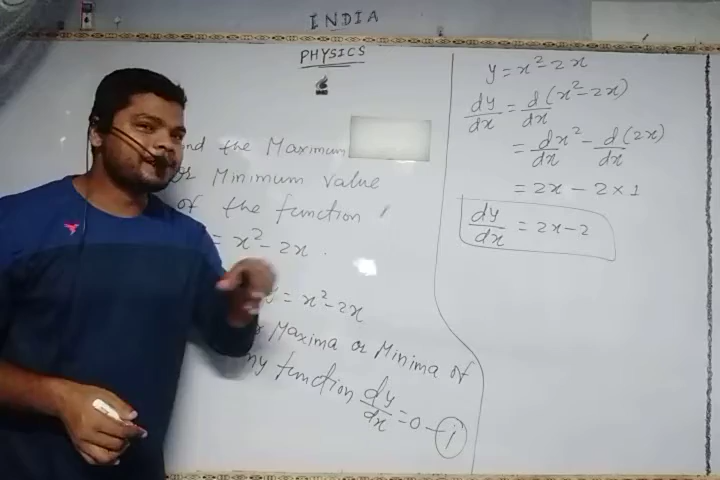 INDIA
PHYSICS
nd the Maximum
or Minimum value
of the function
= x² - 2x.
y = x² - 2x
Maxima or Minima of
ny function dy/dx = 0 - (i)
y = x² - 2x
dy/dx = d/dx (x² - 2x)
= d/dx x² - d/dx (2x)
= 2x - 2 × 1
dy/dx = 2x - 2